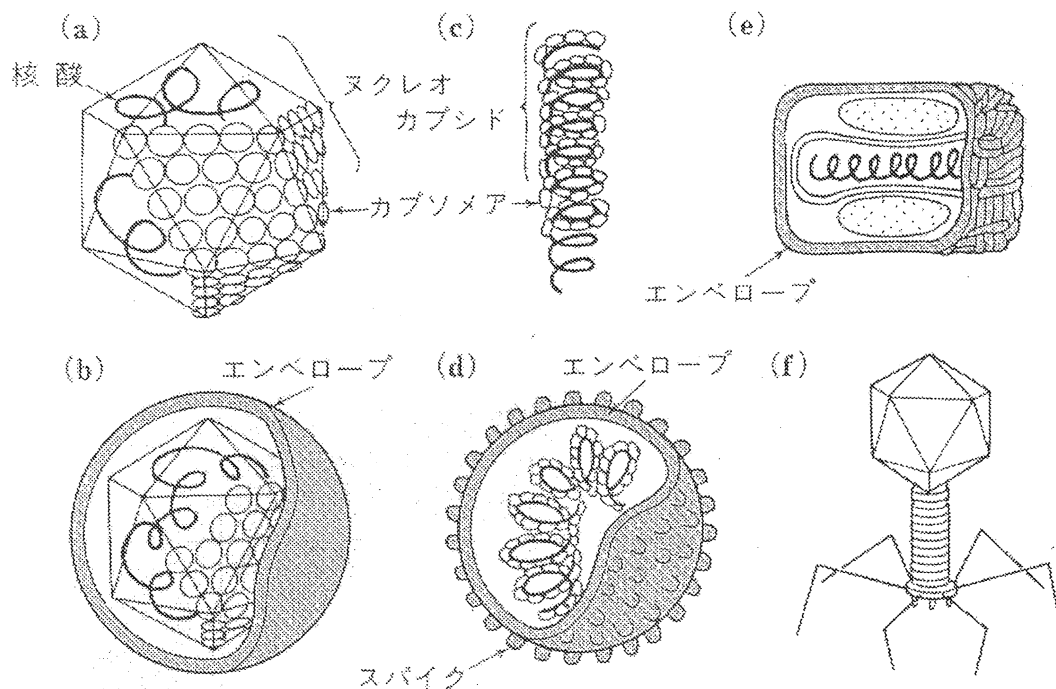 (a)
核酸
ヌクレオ
カプシド
カプソメア
(c)
(e)
エンベロープ
(b)
エンベロープ
(d)
エンベロープ
スパイク
(f)